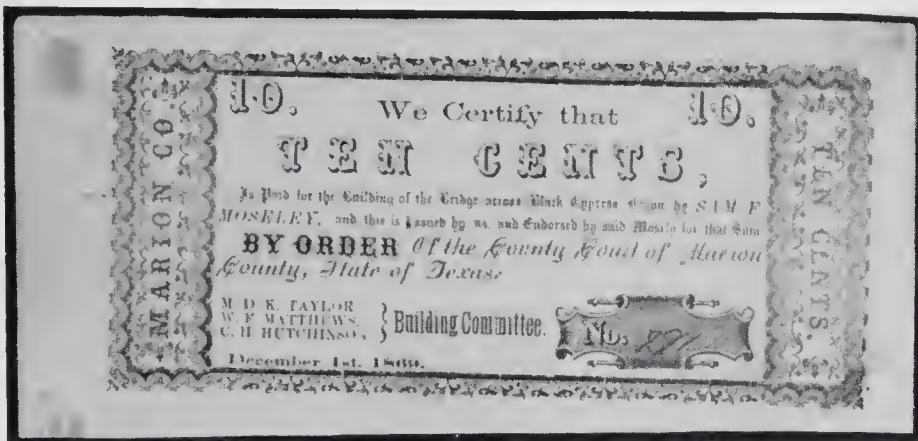 MARION CO.
10. We Certify that 10.
TEN CENTS,
Is Paid for the Building of the Bridge across Black Cypress by SAM F
MOSELEY, and this is Issued by us, and Endorsed by said Mosely for that Sum
BY ORDER Of the County Court of Marion
County, State of Texas.
M. D. K. TAYLOR
W. F. MATTHEWS,
C. H. HUTCHINSON,
} Building Committee.
No.
December 1st.
TEN CENTS.